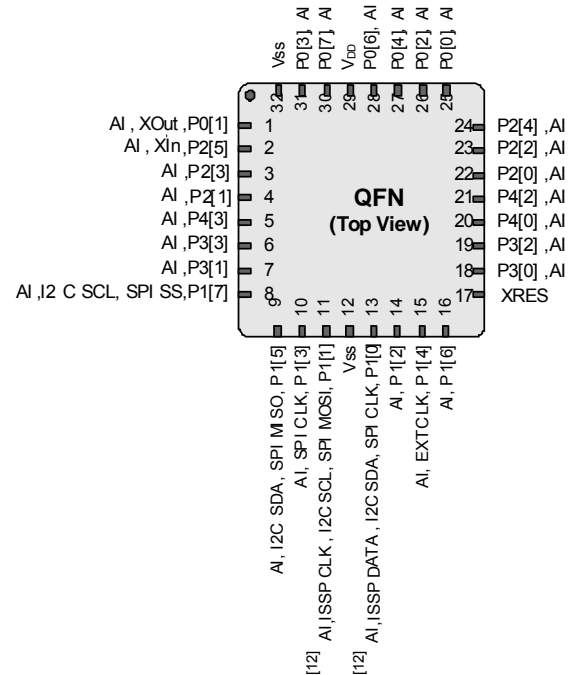 Vss
P0[3], AI
P0[7], AI
VDD
P0[6], AI
P0[4], AI
P0[2], AI
P0[0], AI
32
31
30
29
28
27
26
25
AI , XOut ,P0[1]
1
AI , XIn ,P2[5]
2
AI ,P2[3]
3
AI ,P2[1]
4
AI ,P4[3]
5
AI ,P3[3]
6
AI ,P3[1]
7
AI ,I2 C SCL, SPI SS,P1[7]
8
QFN
(Top View)
24
P2[4] ,AI
23
P2[2] ,AI
22
P2[0] ,AI
21
P4[2] ,AI
20
P4[0] ,AI
19
P3[2] ,AI
18
P3[0] ,AI
17
XRES
9
10
11
12
13
14
15
16
AI, I2C SDA, SPI MISO, P1[5]
AI, SPI CLK, P1[3]
[12] AI,ISSP CLK , I2C SCL, SPI MOSI, P1[1]
Vss
[12] AI,ISSP DATA , I2C SDA, SPI CLK, P1[0]
AI, P1[2]
AI, EXTCLK, P1[4]
AI, P1[6]